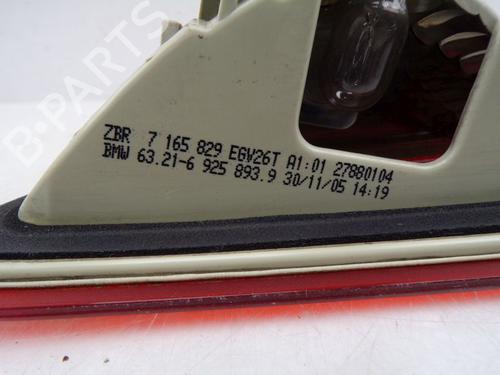 B-Parts
ZBR 7 165 829 EGW26T A1:01 27880104
BMW 63.21-6 925 893.9 30/11/05 14:19